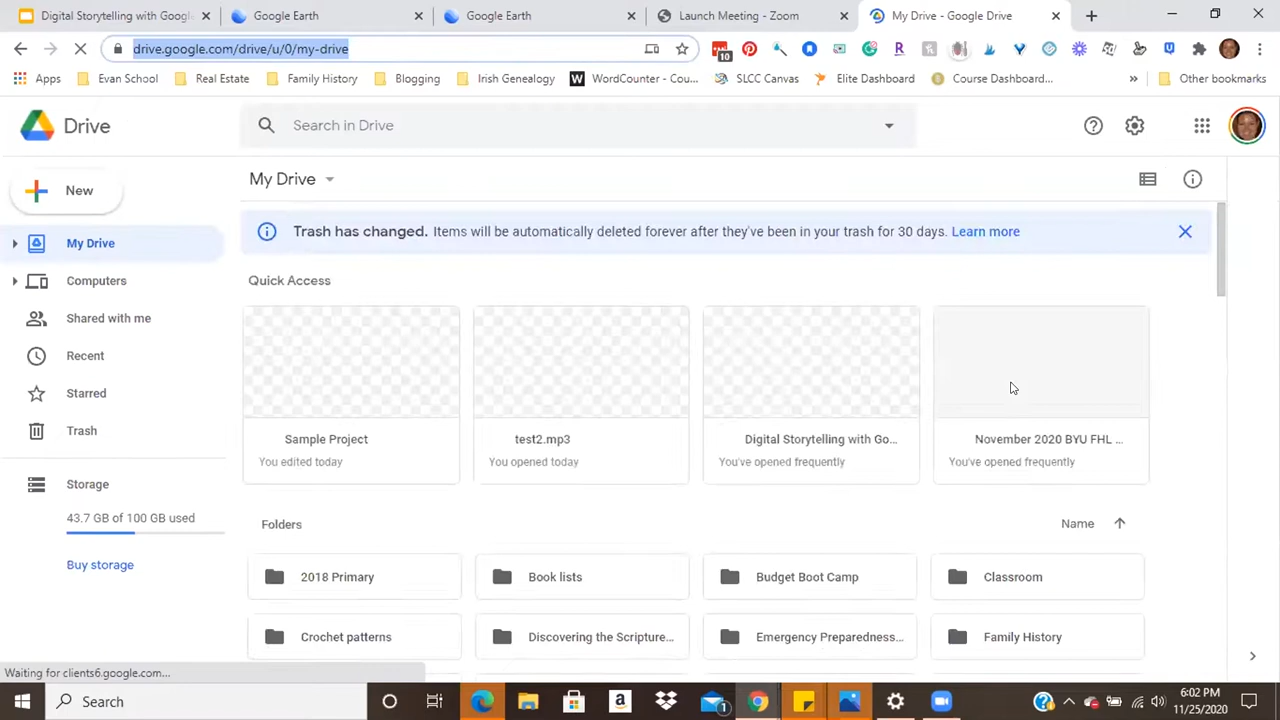 Digital Storytelling with Google
Google Earth
Google Earth
Launch Meeting - Zoom
My Drive - Google Drive
drive.google.com/drive/u/0/my-drive
10
Apps
Evan School
Real Estate
Family History
Blogging
Irish Genealogy
W
WordCounter - Cou...
SLCC Canvas
Elite Dashboard
Course Dashboard...
»
Other bookmarks
Drive
Search in Drive
New
My Drive
Trash has changed. Items will be automatically deleted forever after they've been in your trash for 30 days. Learn more
My Drive
Computers
Shared with me
Recent
Starred
Trash
Storage
43.7 GB of 100 GB used
Buy storage
Quick Access
Sample Project
You edited today
test2.mp3
You opened today
Digital Storytelling with Go...
You've opened frequently
November 2020 BYU FHL ...
You've opened frequently
Folders
Name
2018 Primary
Book lists
Budget Boot Camp
Classroom
Crochet patterns
Discovering the Scripture...
Emergency Preparedness...
Family History
Waiting for clients6.google.com...
Search
1
6:02 PM
11/25/2020